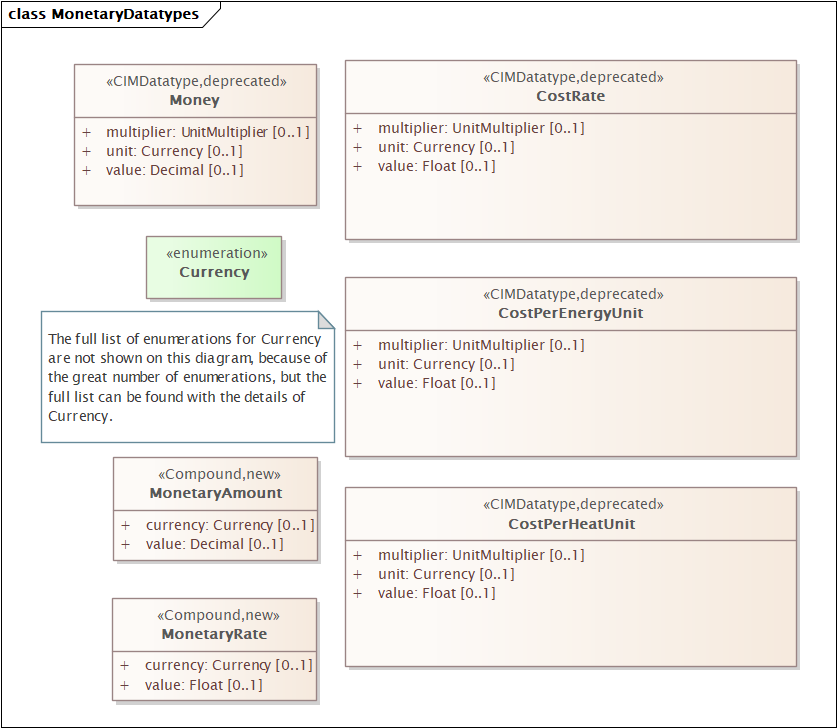 class MonetaryDatatypes
«CIMDatatype,deprecated»
Money
+ multiplier: UnitMultiplier [0..1]
+ unit: Currency [0..1]
+ value: Decimal [0..1]
«enumeration»
Currency
The full list of enumerations for Currency
are not shown on this diagram, because of
the great number of enumerations, but the
full list can be found with the details of
Currency.
«Compound,new»
MonetaryAmount
+ currency: Currency [0..1]
+ value: Decimal [0..1]
«Compound,new»
MonetaryRate
+ currency: Currency [0..1]
+ value: Float [0..1]
«CIMDatatype,deprecated»
CostRate
+ multiplier: UnitMultiplier [0..1]
+ unit: Currency [0..1]
+ value: Float [0..1]
«CIMDatatype,deprecated»
CostPerEnergyUnit
+ multiplier: UnitMultiplier [0..1]
+ unit: Currency [0..1]
+ value: Float [0..1]
«CIMDatatype,deprecated»
CostPerHeatUnit
+ multiplier: UnitMultiplier [0..1]
+ unit: Currency [0..1]
+ value: Float [0..1]